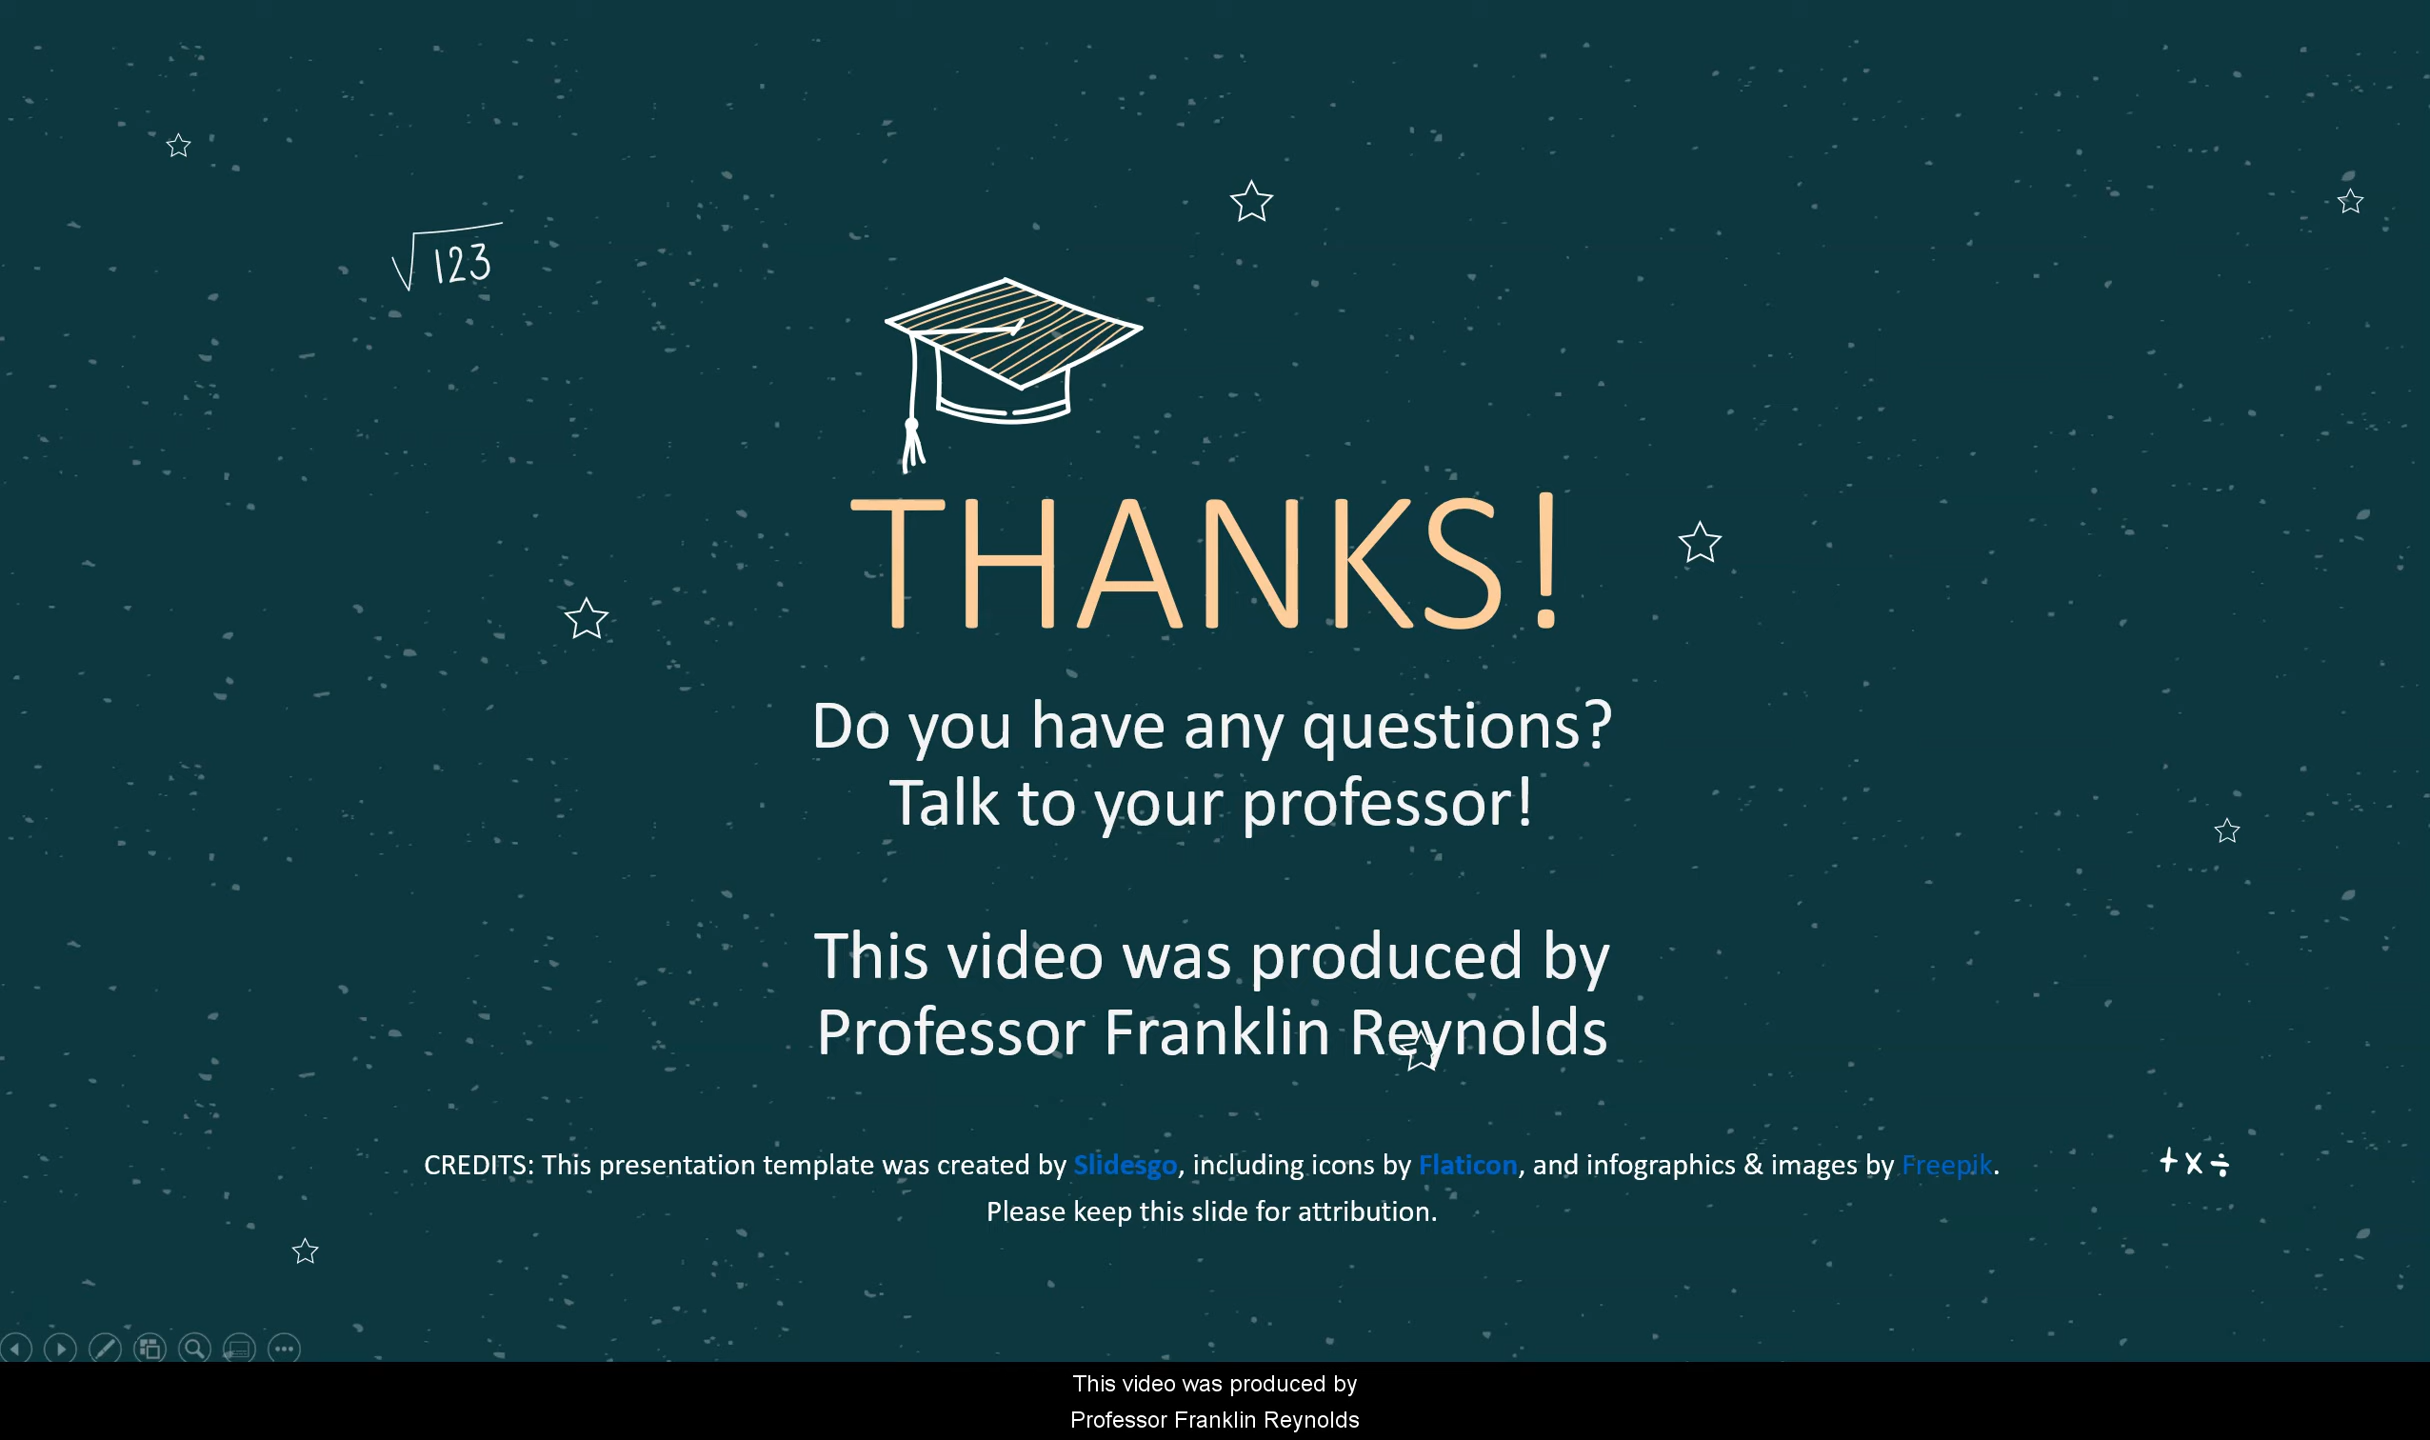 √123
THANKS!
Do you have any questions?
Talk to your professor!
This video was produced by
Professor Franklin Reynolds
CREDITS: This presentation template was created by Slidesgo, including icons by Flaticon, and infographics & images by Freepik.
Please keep this slide for attribution.
+×÷
This video was produced by
Professor Franklin Reynolds